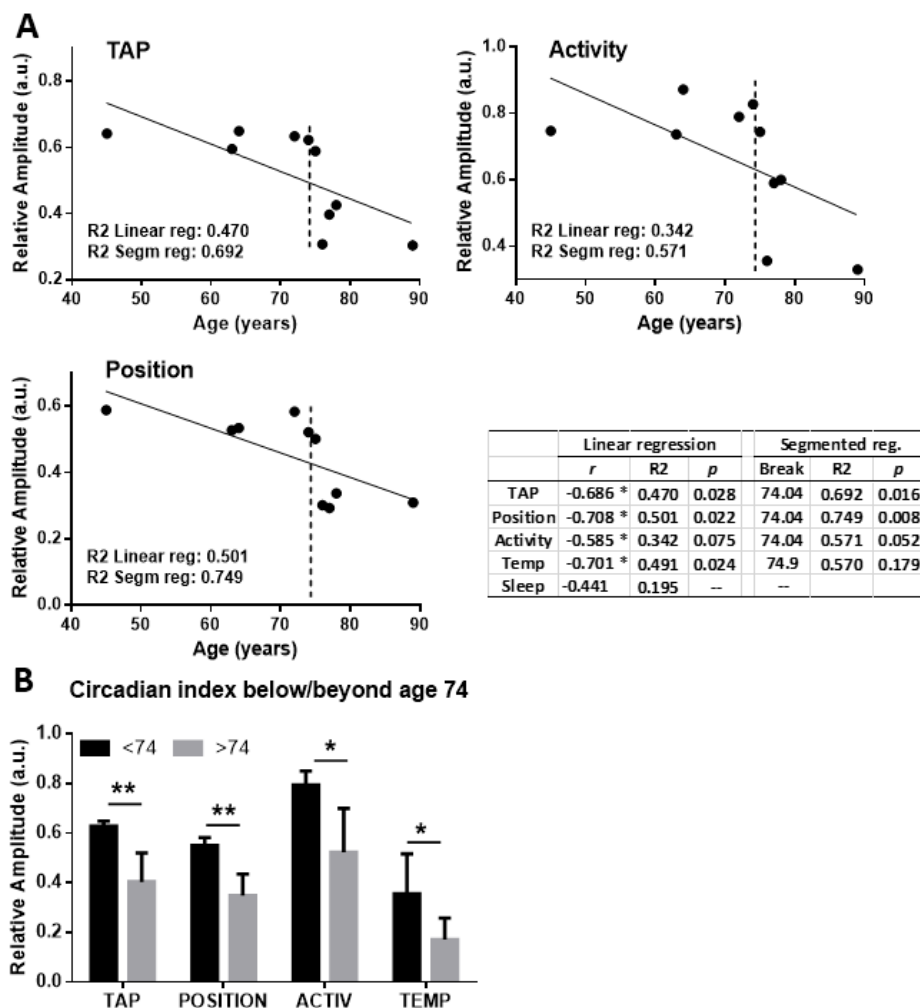 A
TAP
Relative Amplitude (a.u.)
0.8
0.6
0.4
0.2
R2 Linear reg: 0.470
R2 Segm reg: 0.692
40 50 60 70 80 90
Age (years)
Activity
Relative Amplitude (a.u.)
1.0
0.8
0.6
0.4
R2 Linear reg: 0.342
R2 Segm reg: 0.571
40 50 60 70 80 90
Age (years)
Position
Relative Amplitude (a.u.)
0.6
0.4
0.2
0.0
R2 Linear reg: 0.501
R2 Segm reg: 0.749
40 50 60 70 80 90
Age (years)
Linear regression Segmented reg.
r R2 p Break R2 p
TAP -0.686 * 0.470 0.028 74.04 0.692 0.016
Position -0.708 * 0.501 0.022 74.04 0.749 0.008
Activity -0.585 * 0.342 0.075 74.04 0.571 0.052
Temp -0.701 * 0.491 0.024 74.9 0.570 0.179
Sleep -0.441 0.195 -- --
B
Circadian index below/beyond age 74
Relative Amplitude (a.u.)
1.0
0.8
0.6
0.4
0.2
0.0
<74 >74
** ** * *
TAP POSITION ACTIV TEMP